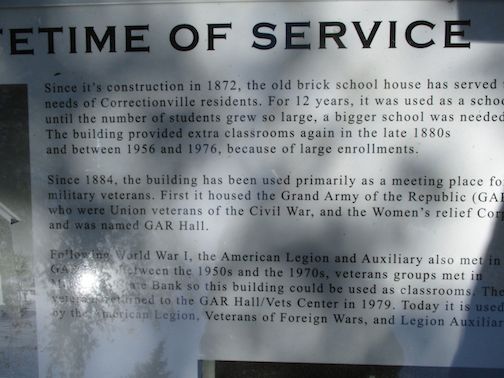 ETIME OF SERVICE
Since it's construction in 1872, the old brick school house has served
needs of Correctionville residents. For 12 years, it was used as a schoo
until the number of students grew so large, a bigger school was needed
The building provided extra classrooms again in the late 1880s
and between 1956 and 1976, because of large enrollments.
Since 1884, the building has been used primarily as a meeting place fo
military veterans. First it housed the Grand Army of the Republic (GAR
who were Union veterans of the Civil War, and the Women's relief Corp
and was named GAR Hall.
Following World War I, the American Legion and Auxiliary also met in
Between the 1950s and the 1970s, veterans groups met in
Bank so this building could be used as classrooms. The
veterans returned to the GAR Hall/Vets Center in 1979. Today it is used
by the American Legion, Veterans of Foreign Wars, and Legion Auxiliar